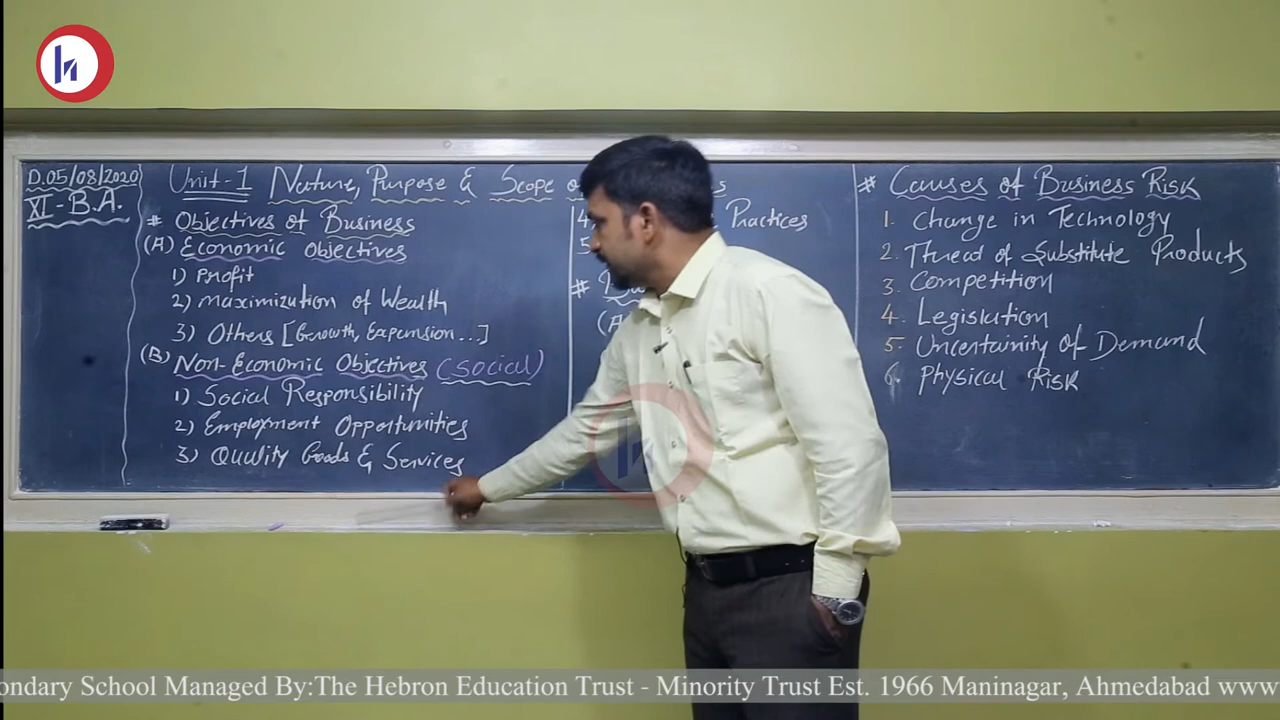 D.05/08/2020
XI - B.A.
Unit-1 Nature, Purpose & Scope
# Objectives of Business
(A) Economic Objectives
1) Profit
2) Maximization of Wealth
3) Others [Growth, Expension...]
(B) Non-Economic Objectives (Social)
1) Social Responsibility
2) Employment Opportunities
3) Quality Goods & Services
Practices
# Causes of Business Risk
1. Change in Technology
2. Thread of Substitute Products
3. Competition
4. Legislation
5. Uncertainity of Demand
6. Physical Risk
ondary School Managed By:The Hebron Education Trust - Minority Trust Est. 1966 Maninagar, Ahmedabad www